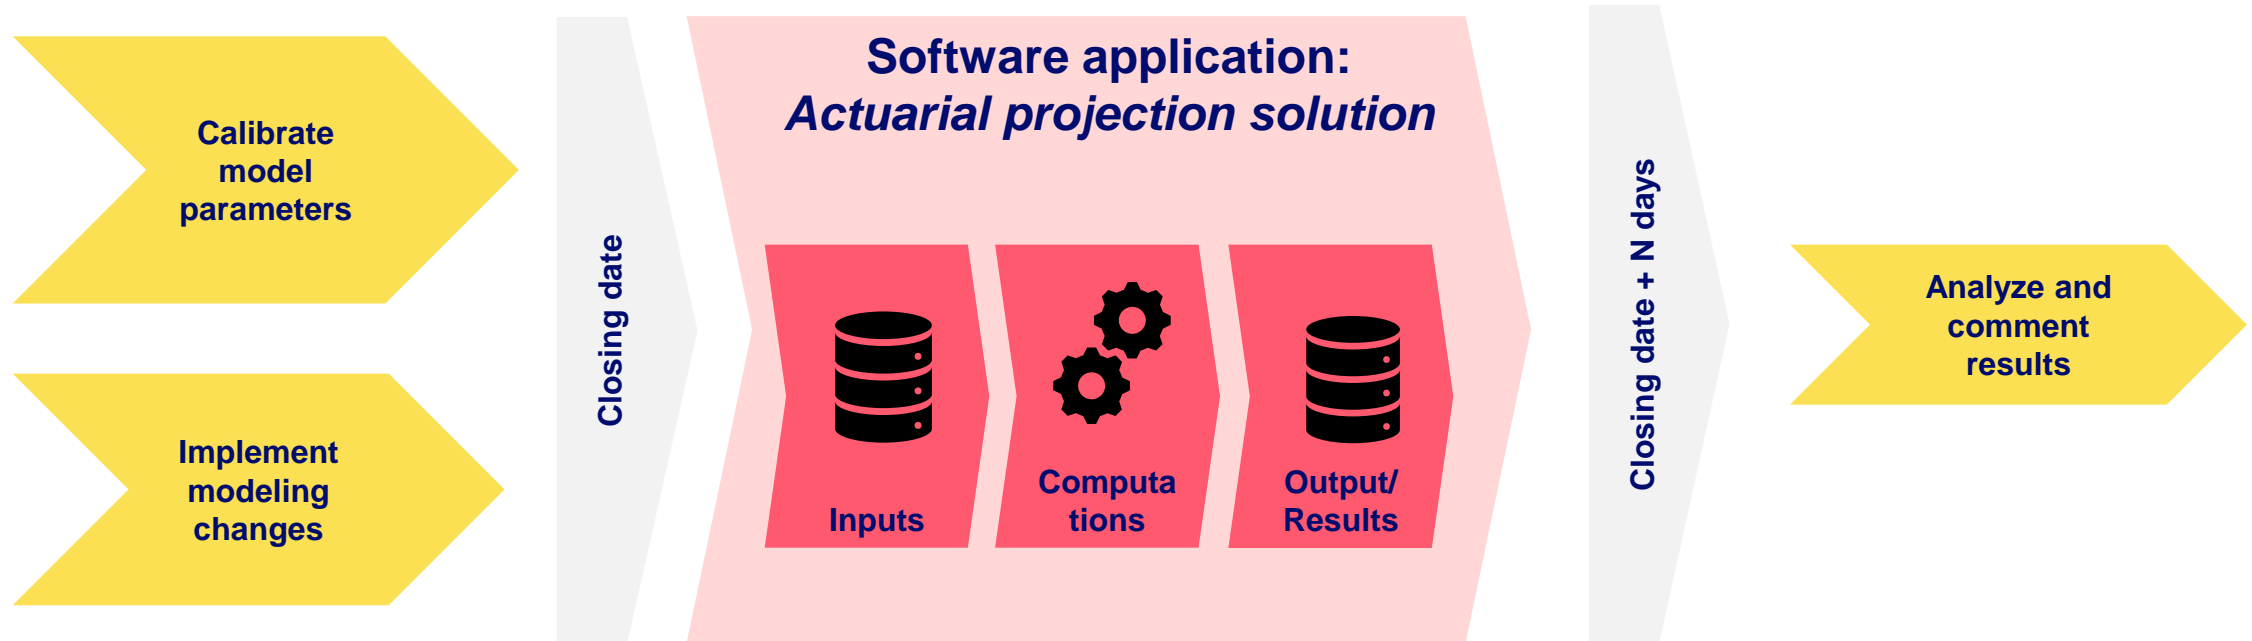 Calibrate
model
parameters
Implement
modeling
changes
Closing date
Software application:
Actuarial projection solution
Inputs
Computa
tions
Output/
Results
Closing date + N days
Analyze and
comment
results